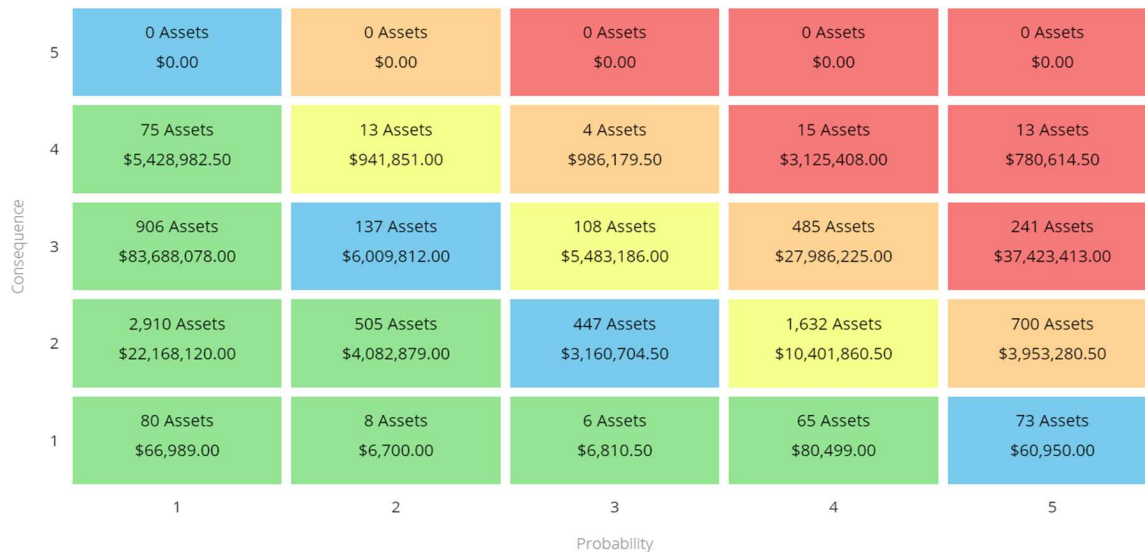 5
0 Assets
$0.00
0 Assets
$0.00
0 Assets
$0.00
0 Assets
$0.00
0 Assets
$0.00
4
75 Assets
$5,428,982.50
13 Assets
$941,851.00
4 Assets
$986,179.50
15 Assets
$3,125,408.00
13 Assets
$780,614.50
Consequence
3
906 Assets
$83,688,078.00
137 Assets
$6,009,812.00
108 Assets
$5,483,186.00
485 Assets
$27,986,225.00
241 Assets
$37,423,413.00
2
2,910 Assets
$22,168,120.00
505 Assets
$4,082,879.00
447 Assets
$3,160,704.50
1,632 Assets
$10,401,860.50
700 Assets
$3,953,280.50
1
80 Assets
$66,989.00
8 Assets
$6,700.00
6 Assets
$6,810.50
65 Assets
$80,499.00
73 Assets
$60,950.00
1
2
3
4
5
Probability